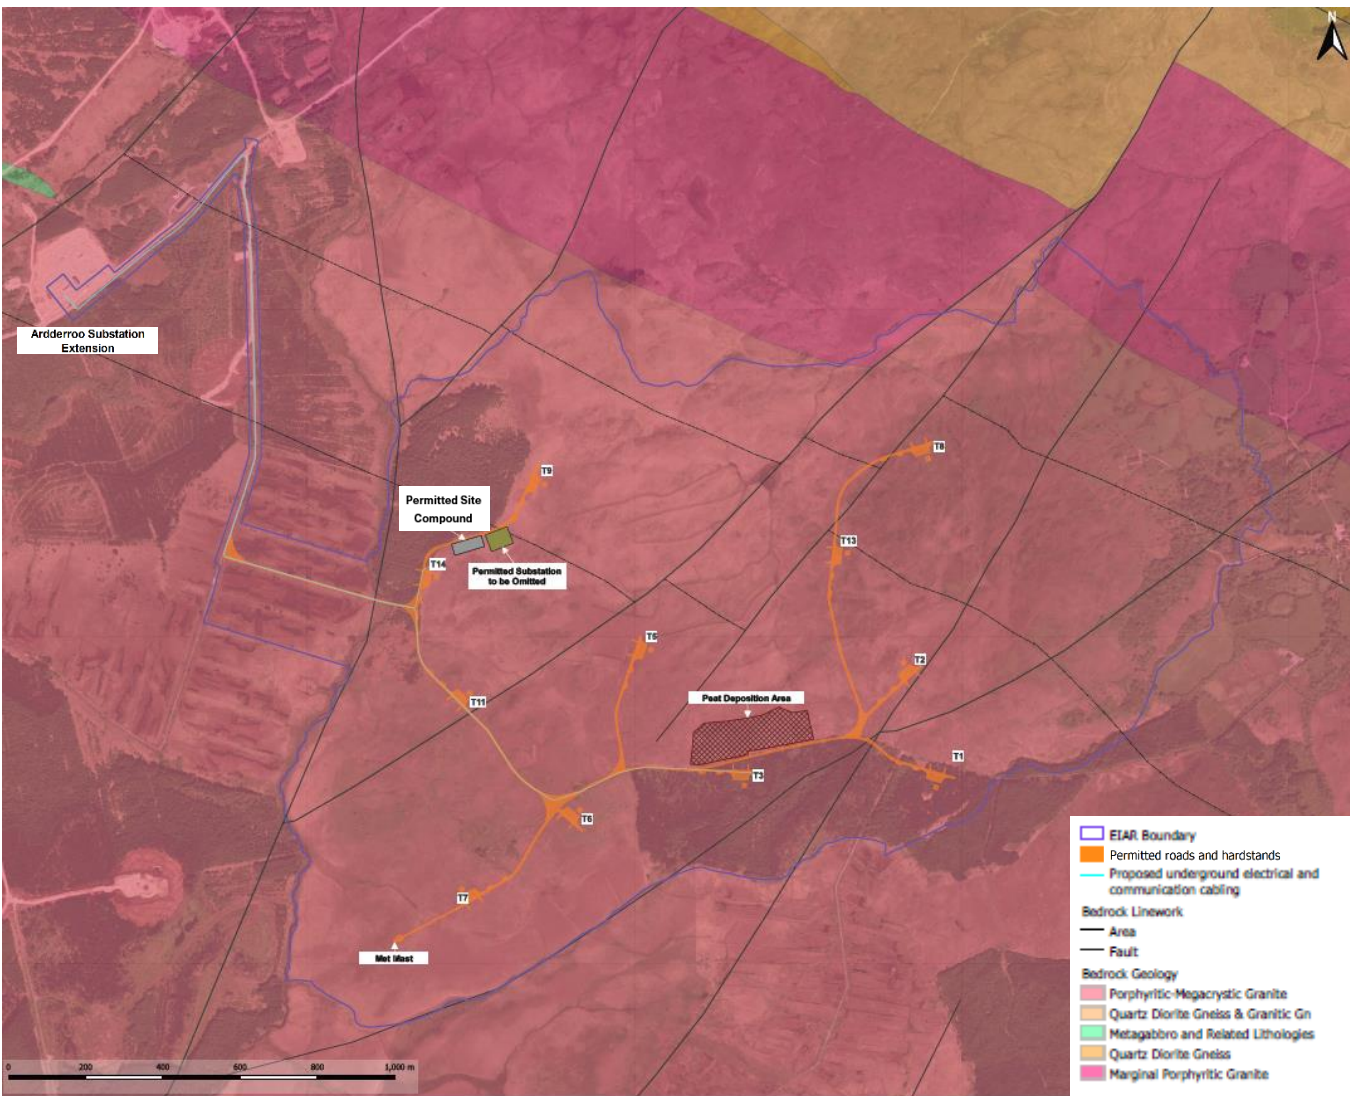 N
Ardderroo Substation
Extension
T9
T8
Permitted Site
Compound
T13
T14
Permitted Substation
to be Omitted
T5
T2
Peat Deposition Area
T11
T1
T3
T6
T7
Met Mast
EIAR Boundary
Permitted roads and hardstands
Proposed underground electrical and
communication cabling
Bedrock Linework
Area
Fault
Bedrock Geology
Porphyritic-Megacrystic Granite
Quartz Diorite Gneiss & Granitic Gn
Metagabbro and Related Lithologies
Quartz Diorite Gneiss
Marginal Porphyritic Granite
0 200 400 600 800 1,000 m